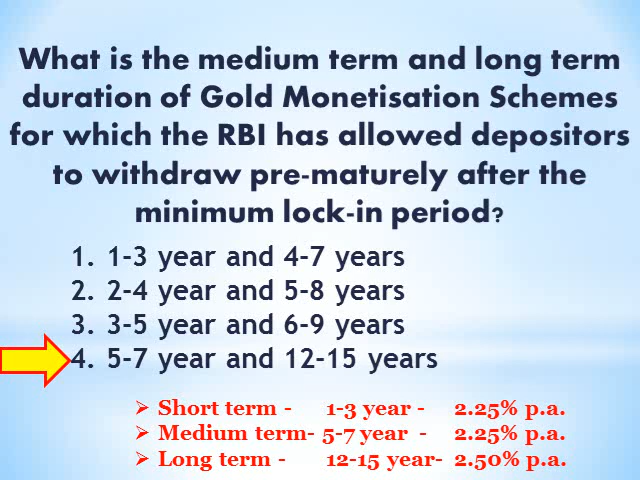 What is the medium term and long term
duration of Gold Monetisation Schemes
for which the RBI has allowed depositors
to withdraw pre-maturely after the
minimum lock-in period?
1. 1-3 year and 4-7 years
2. 2-4 year and 5-8 years
3. 3-5 year and 6-9 years
4. 5-7 year and 12-15 years
➢ Short term - 1-3 year - 2.25% p.a.
➢ Medium term- 5-7 year - 2.25% p.a.
➢ Long term - 12-15 year- 2.50% p.a.